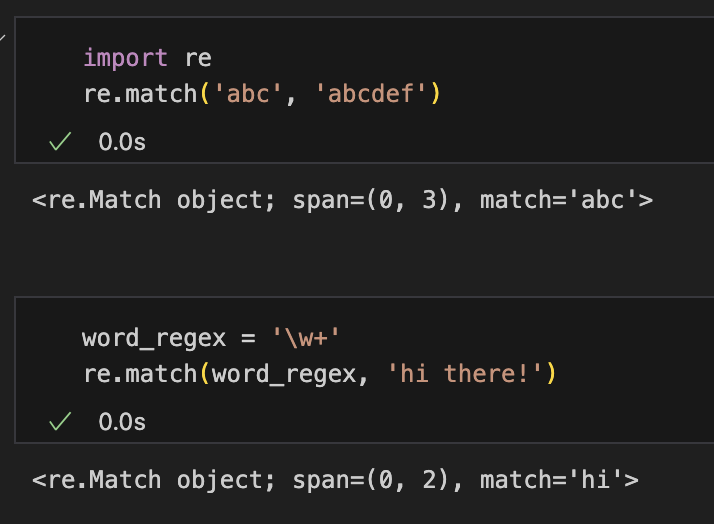 import re
re.match('abc', 'abcdef')
0.0s
<re.Match object; span=(0, 3), match='abc'>
word_regex = '\w+'
re.match(word_regex, 'hi there!')
0.0s
<re.Match object; span=(0, 2), match='hi'>